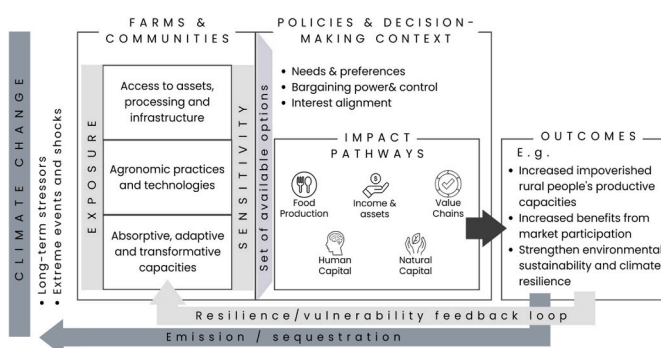 CLIMATE CHANGE
• Long-term stressors
• Extreme events and shocks
FARMS &
COMMUNITIES
EXPOSURE
Access to assets,
processing and
infrastructure
Agronomic practices
and technologies
Absorptive, adaptive
and transformative
capacities
SENSITIVITY
Set of available options
POLICIES & DECISION-
MAKING CONTEXT
• Needs & preferences
• Bargaining power& control
• Interest alignment
IMPACT
PATHWAYS
Food
Production
Income &
assets
Value
Chains
Human
Capital
Natural
Capital
OUTCOMES
E.g.
• Increased impoverished
rural people's productive
capacities
• Increased benefits from
market participation
• Strengthen environmental
sustainability and climate
resilience
Resilience/vulnerability feedback loop
Emission / sequestration